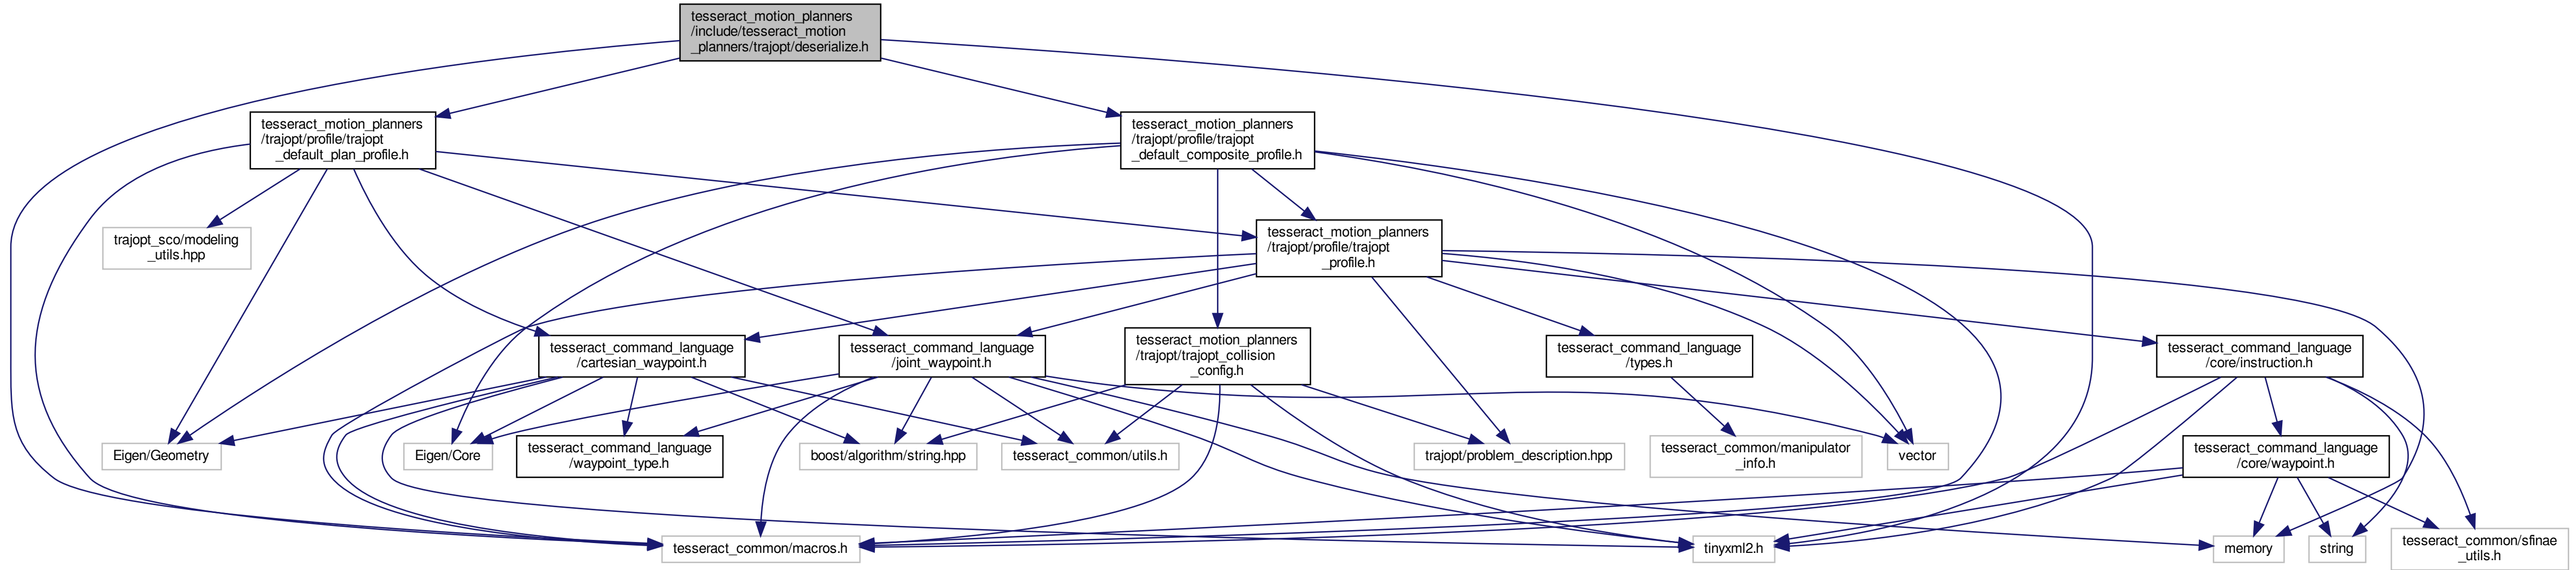 tesseract_motion_planners
/include/tesseract_motion
_planners/trajopt/deserialize.h
tesseract_motion_planners
/trajopt/profile/trajopt
_default_plan_profile.h
tesseract_motion_planners
/trajopt/profile/trajopt
_default_composite_profile.h
trajopt_sco/modeling
_utils.hpp
tesseract_motion_planners
/trajopt/profile/trajopt
_profile.h
tesseract_command_language
/cartesian_waypoint.h
tesseract_command_language
/joint_waypoint.h
tesseract_motion_planners
/trajopt/trajopt_collision
_config.h
tesseract_command_language
/types.h
tesseract_command_language
/core/instruction.h
Eigen/Geometry
Eigen/Core
tesseract_command_language
/waypoint_type.h
boost/algorithm/string.hpp
tesseract_common/utils.h
trajopt/problem_description.hpp
tesseract_common/manipulator
_info.h
vector
tesseract_command_language
/core/waypoint.h
tesseract_common/macros.h
tinyxml2.h
memory
string
tesseract_common/sfinae
_utils.h